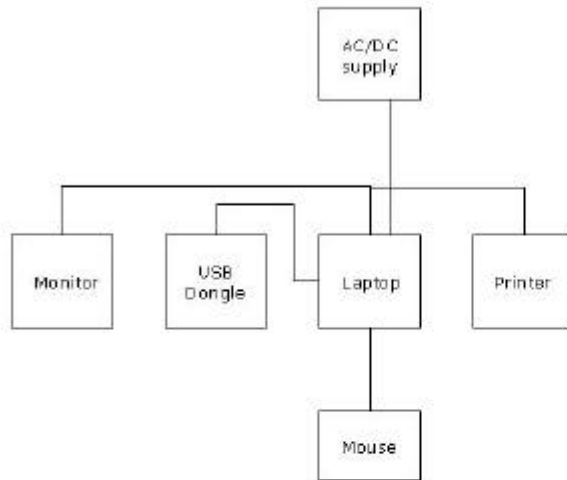 AC/DC
supply
Monitor
USB
Dongle
Laptop
Printer
Mouse